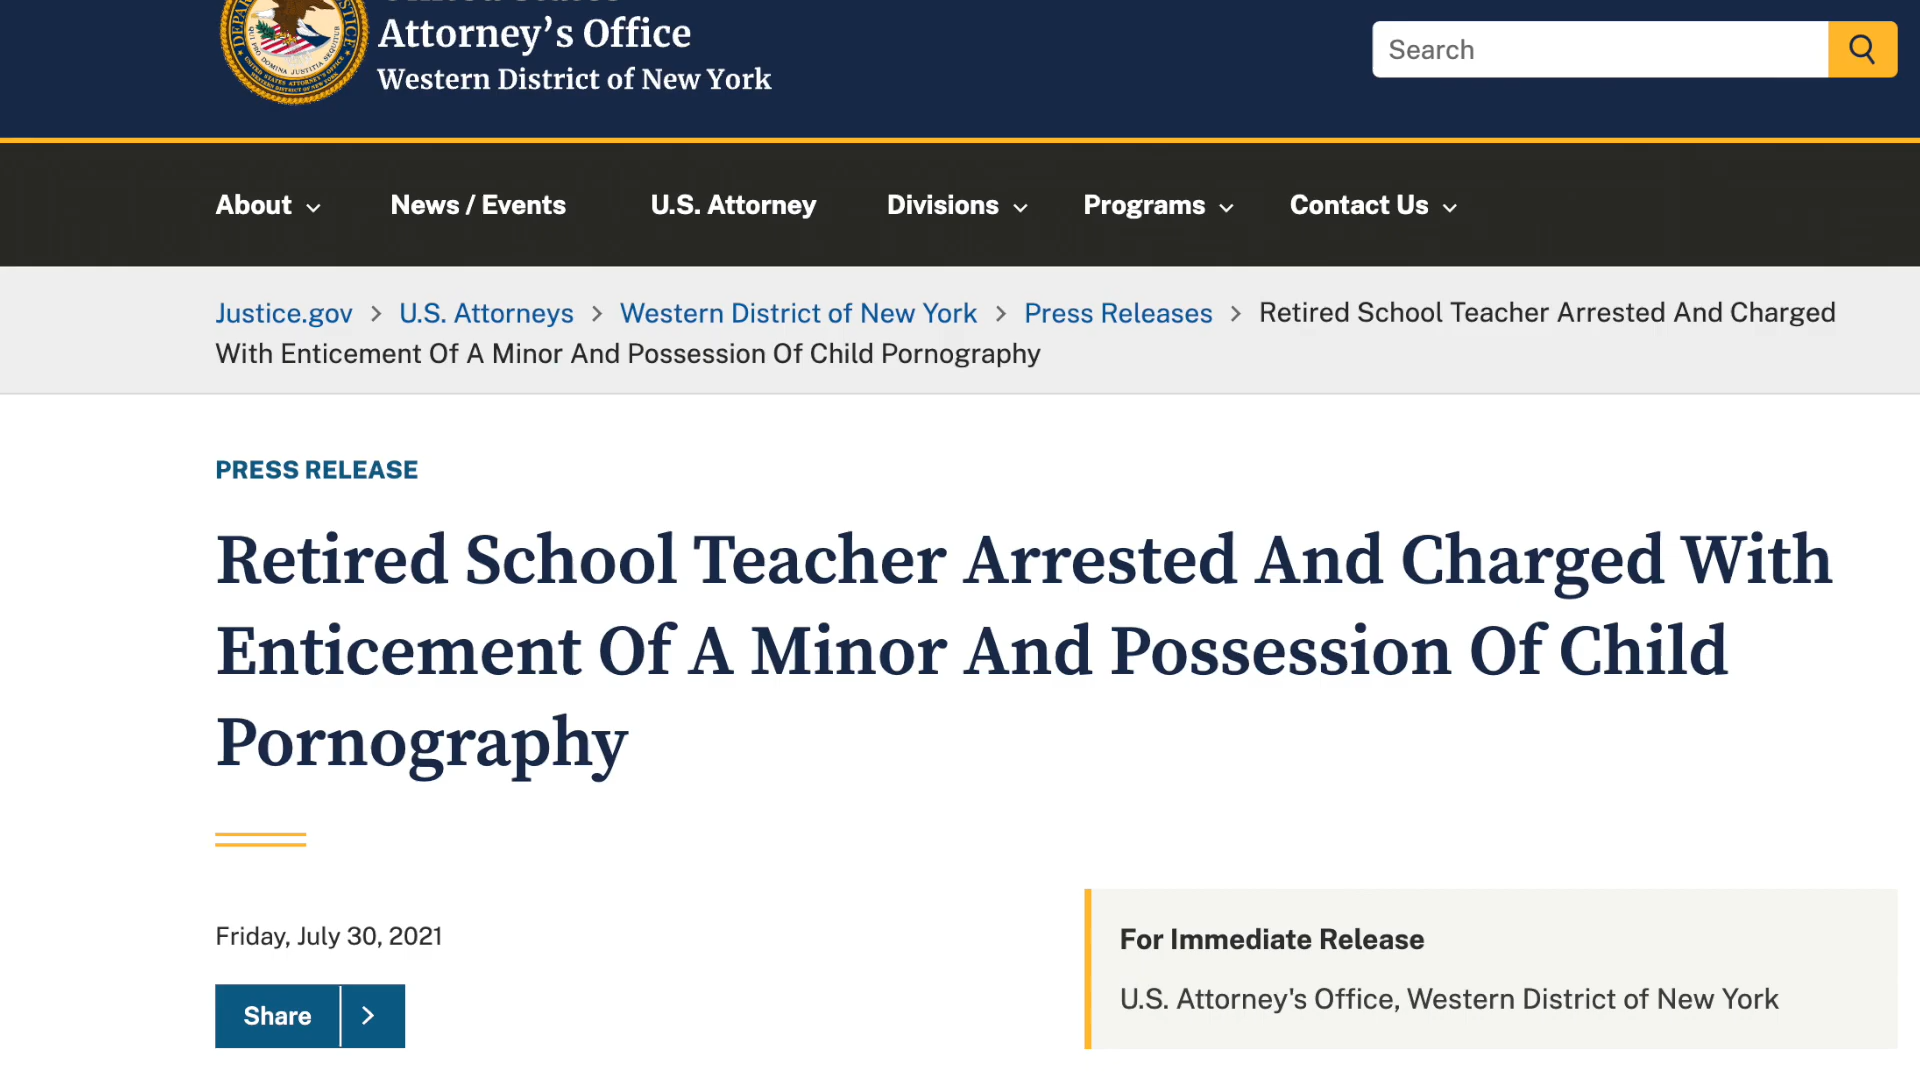 Attorney's Office
Western District of New York
Search
About
News / Events
U.S. Attorney
Divisions
Programs
Contact Us
Justice.gov > U.S. Attorneys > Western District of New York > Press Releases > Retired School Teacher Arrested And Charged
With Enticement Of A Minor And Possession Of Child Pornography
PRESS RELEASE
Retired School Teacher Arrested And Charged With
Enticement Of A Minor And Possession Of Child
Pornography
Friday, July 30, 2021
Share >
For Immediate Release
U.S. Attorney's Office, Western District of New York